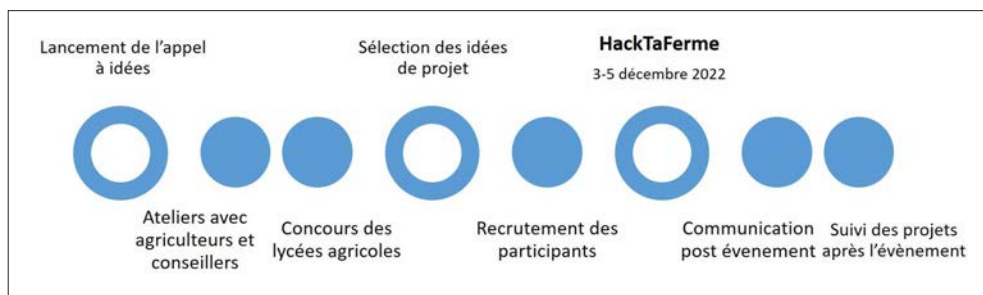 Lancement de l’appel
à idées
Sélection des idées
de projet
HackTaFerme
3-5 décembre 2022
Ateliers avec
agriculteurs et
conseillers
Concours des
lycées agricoles
Recrutement des
participants
Communication
post évenement
Suivi des projets
après l’évènement